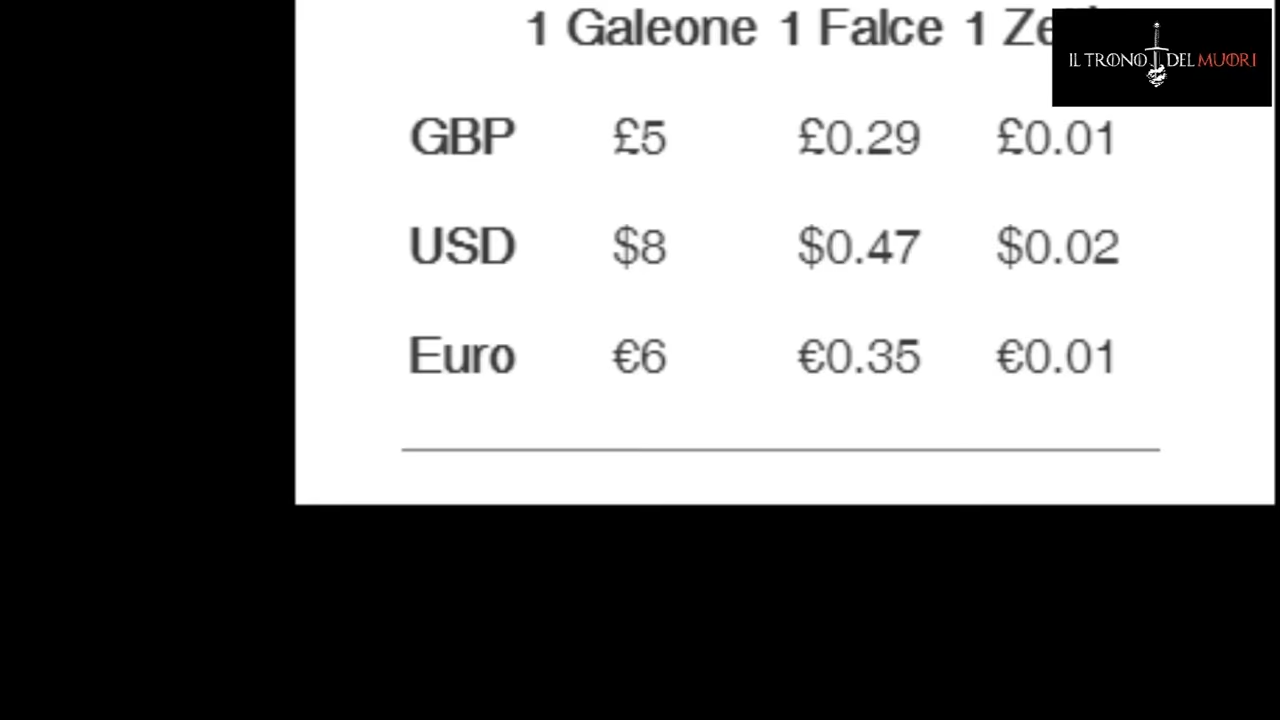 1 Galeone 1 Falce 1
IL TRONO DEL MUORI
GBP £5 £0.29 £0.01
USD $8 $0.47 $0.02
Euro €6 €0.35 €0.01